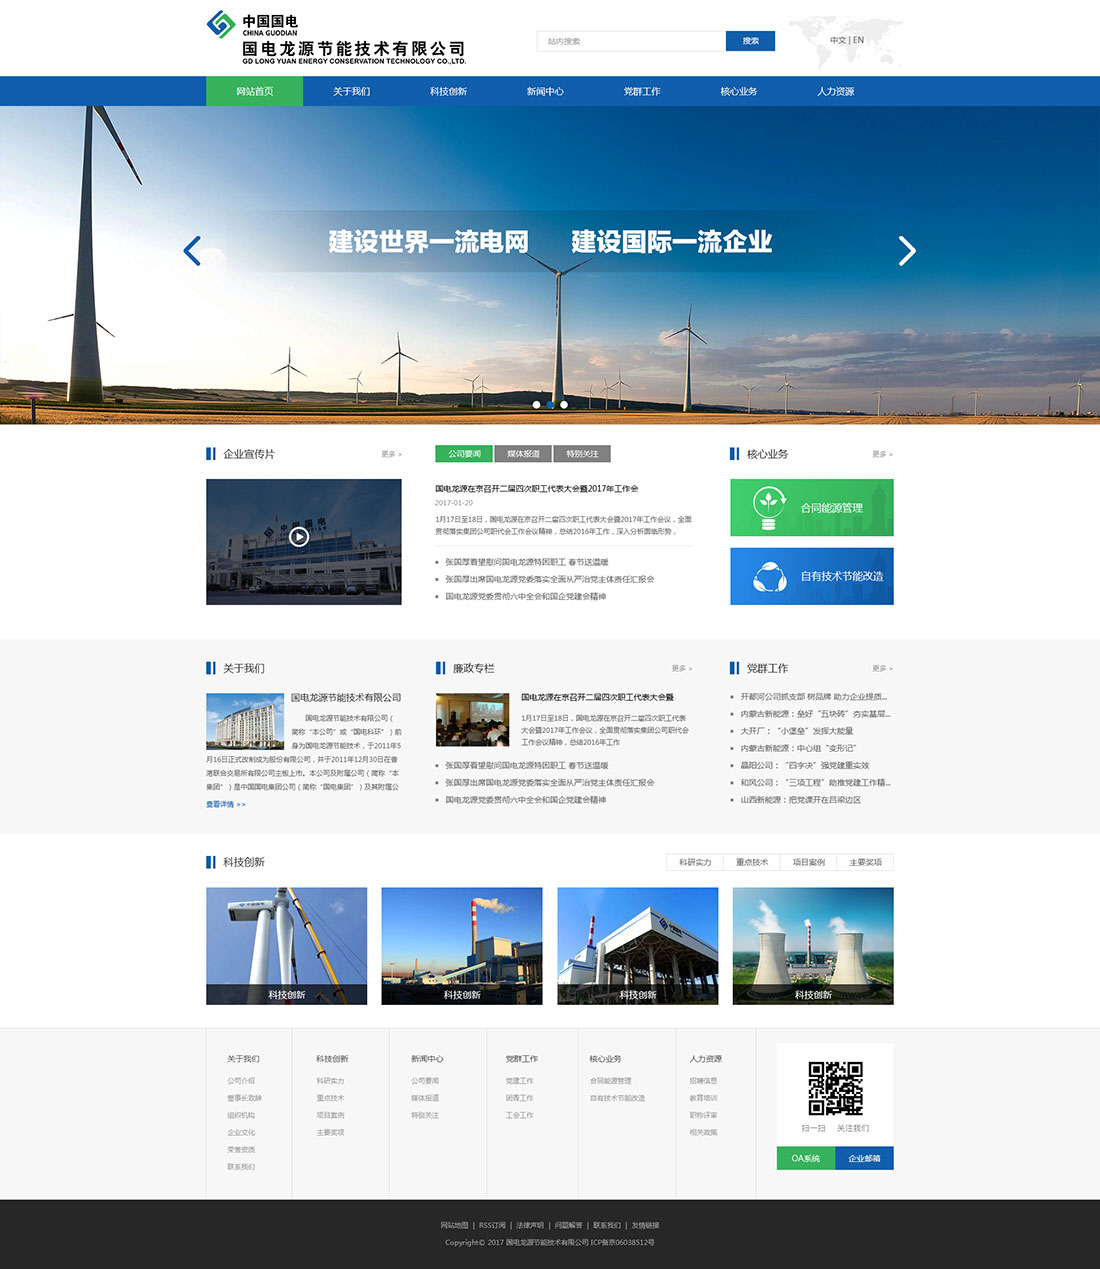 中国国电
CHINA GUODIAN
国电龙源节能技术有限公司
GD LONG YUAN ENERGY CONSERVATION TECHNOLOGY CO.,LTD.
站内搜索
搜索
中文 | EN
网站首页 关于我们 科技创新 新闻中心 党群工作 核心业务 人力资源
建设世界一流电网 建设国际一流企业
企业宣传片 更多 >
中国国电
公司要闻 媒体报道 特别关注
国电龙源在京召开二届四次职工代表大会暨2017年工作会
2017-01-20
1月17日至18日，国电龙源在京召开二届四次职工代表大会暨2017年工作会议，全面
贯彻落实集团公司职代会工作会议精神，总结2016年工作，深入分析面临形势，
张国厚看望慰问国电龙源特困职工 春节送温暖
张国厚出席国电龙源党委落实全面从严治党主体责任汇报会
国电龙源党委贯彻六中全会和国企党建会精神
核心业务 更多 >
合同能源管理
自有技术节能改造
关于我们
国电龙源节能技术有限公司
国电龙源节能技术有限公司（
简称“本公司”或“国电科环”）前
身为国电龙源节能技术，于2011年5
月16日正式改制成为股份有限公司，并于2011年12月30日在香
港联合交易所有限公司主板上市。本公司及附属公司（简称“本
集团”）是中国国电集团公司（简称“国电集团”）及其附属公
查看详情 >>
廉政专栏 更多 >
国电龙源在京召开二届四次职工代表大会暨
1月17日至18日，国电龙源在京召开二届四次职工代表
大会暨2017年工作会议，全面贯彻落实集团公司职代会
工作会议精神，总结2016年工作
张国厚看望慰问国电龙源特困职工 春节送温暖
张国厚出席国电龙源党委落实全面从严治党主体责任汇报会
国电龙源党委贯彻六中全会和国企党建会精神
党群工作 更多 >
开都河公司抓支部 树品牌 助力企业提质...
内蒙古新能源：垒好“五块砖”夯实基层...
大开厂：“小堡垒”发挥大能量
内蒙古新能源：中心组“变形记”
晶阳公司：“四字决”强党建重实效
和风公司：“三项工程”助推党建工作精...
山西新能源：把党课开在吕梁边区
科技创新
科研实力 重点技术 项目案例 主要奖项
科技创新 科技创新 科技创新 科技创新
关于我们
公司介绍
董事长致辞
组织机构
企业文化
荣誉资质
联系我们
科技创新
科研实力
重点技术
项目案例
主要奖项
新闻中心
公司要闻
媒体报道
特别关注
党群工作
党建工作
团青工作
工会工作
核心业务
合同能源管理
自有技术节能改造
人力资源
招聘信息
教育培训
职称评审
相关政策
扫一扫 关注我们
OA系统 企业邮箱
网站地图 | RSS订阅 | 法律声明 | 问题解答 | 联系我们 | 友情链接
Copyright© 2017 国电龙源节能技术有限公司 ICP备京06038512号